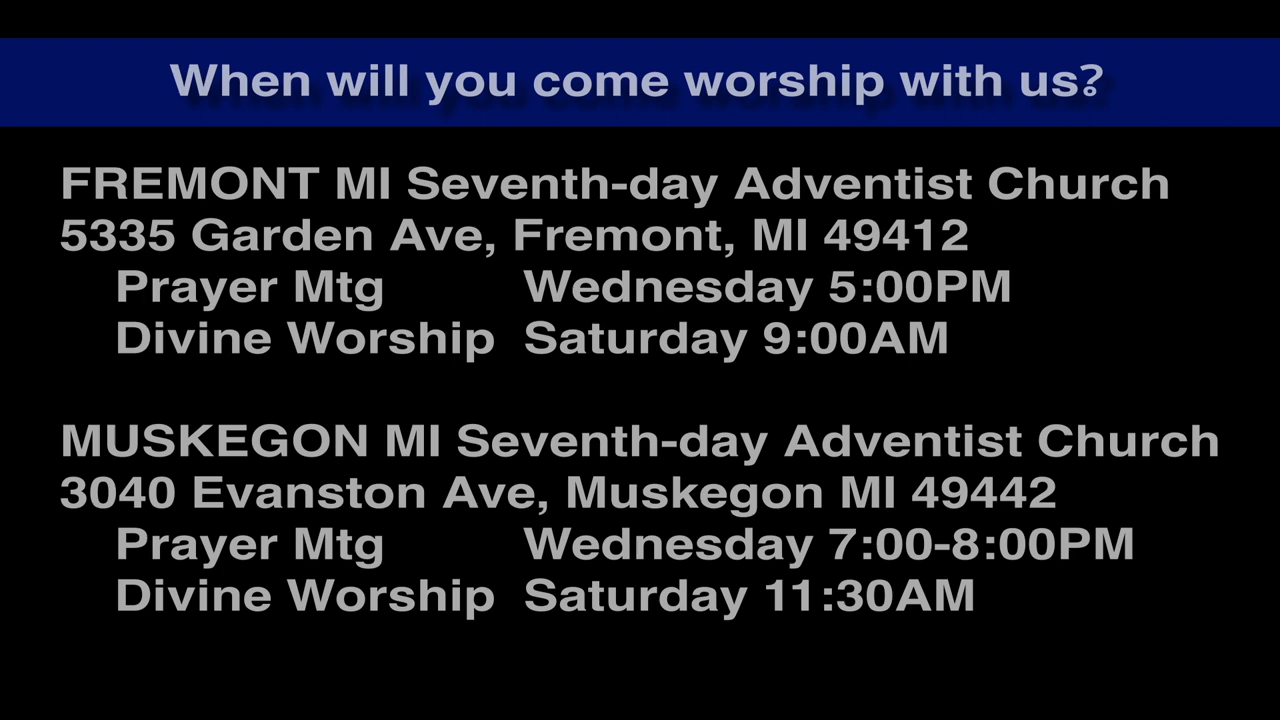 When will you come worship with us?
FREMONT MI Seventh-day Adventist Church
5335 Garden Ave, Fremont, MI 49412
Prayer Mtg Wednesday 5:00PM
Divine Worship Saturday 9:00AM
MUSKEGON MI Seventh-day Adventist Church
3040 Evanston Ave, Muskegon MI 49442
Prayer Mtg Wednesday 7:00-8:00PM
Divine Worship Saturday 11:30AM